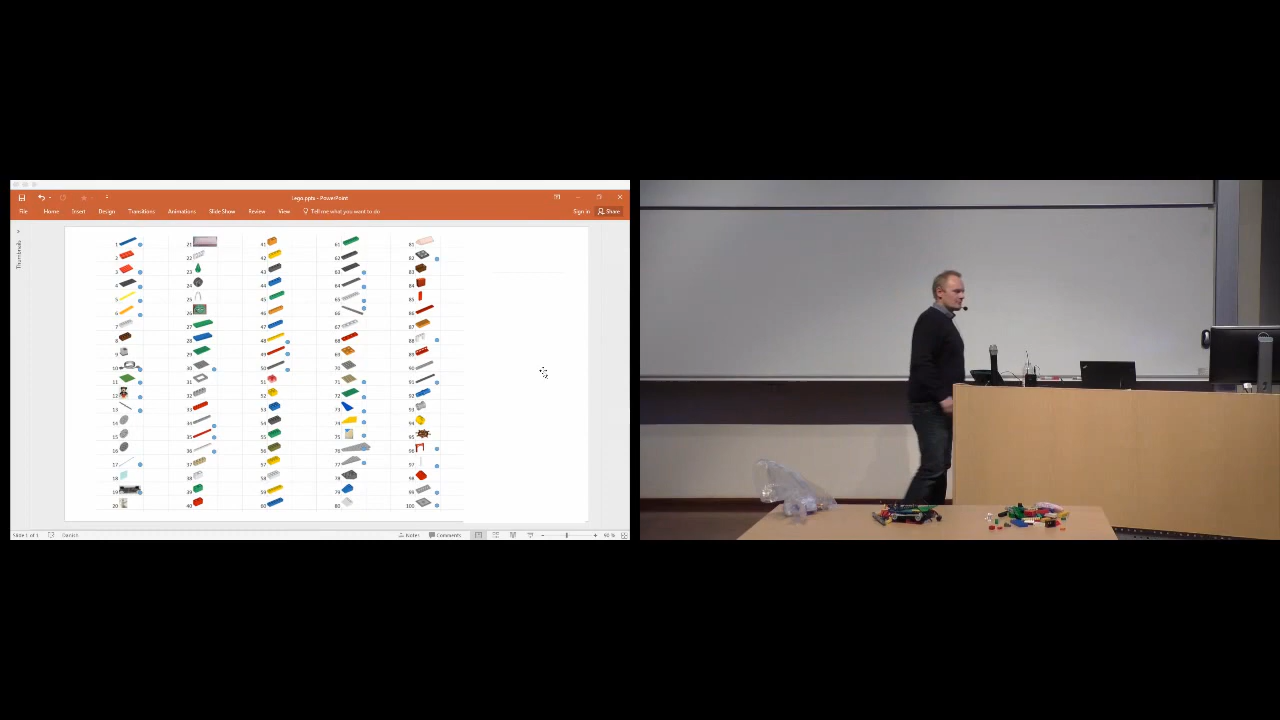 Lego.pptx - PowerPoint
File Home Insert Design Transitions Animations Slide Show Review View Tell me what you want to do Sign in Share
Thumbnails
1 21 41 61 81
2 22 42 62 82
3 23 43 63 83
4 24 44 64 84
5 25 45 65 85
6 26 46 66 86
7 27 47 67 87
8 28 48 68 88
9 29 49 69 89
10 30 50 70 90
11 31 51 71 91
12 32 52 72 92
13 33 53 73 93
14 34 54 74 94
15 35 55 75 95
16 36 56 76 96
17 37 57 77 97
18 38 58 78 98
19 39 59 79 99
20 40 60 80 100
Slide 1 of 1 Danish Notes Comments 90 %